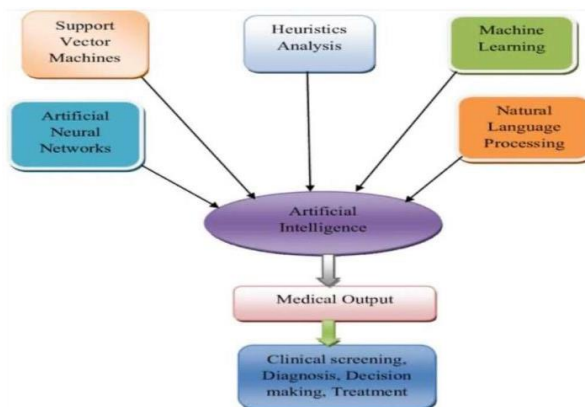 Support
Vector
Machines
Heuristics
Analysis
Machine
Learning
Artificial
Neural
Networks
Natural
Language
Processing
Artificial
Intelligence
Medical Output
Clinical screening,
Diagnosis, Decision
making, Treatment